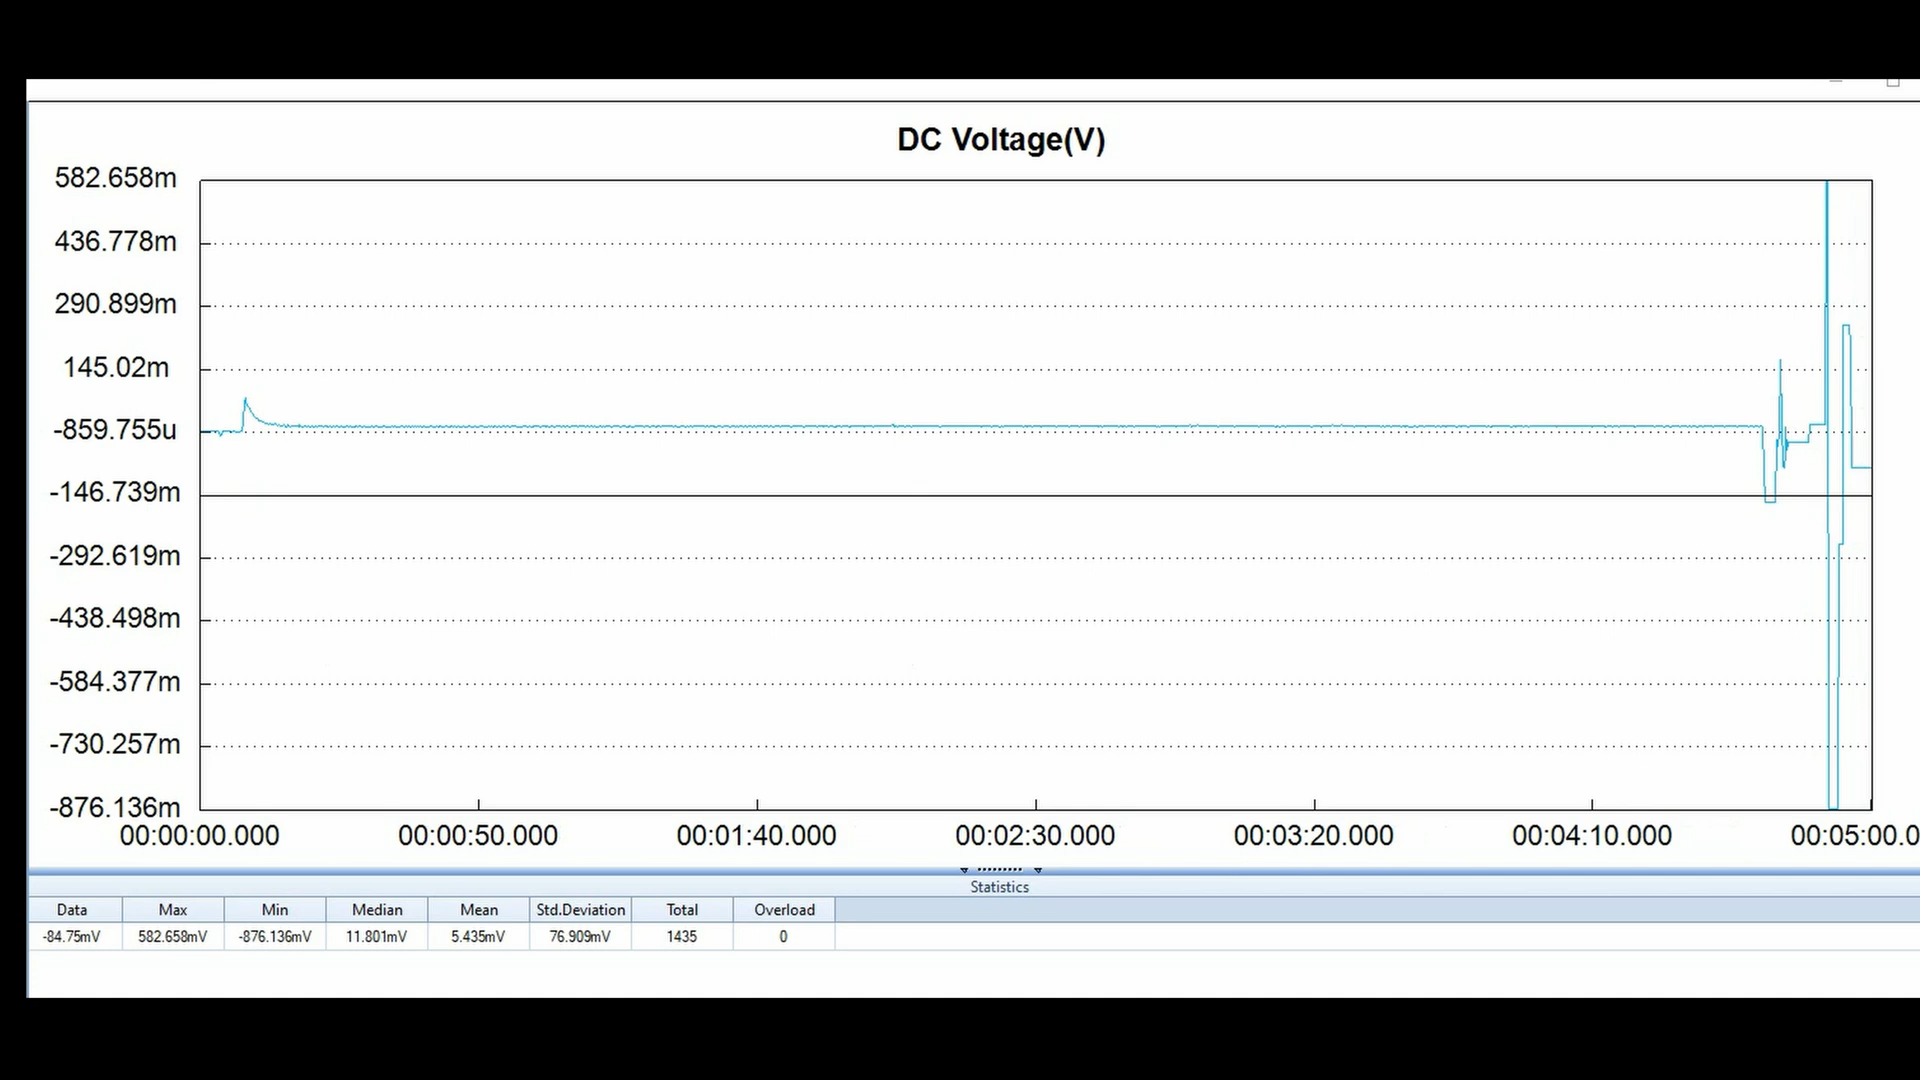 DC Voltage(V)
582.658m
436.778m
290.899m
145.02m
-859.755u
-146.739m
-292.619m
-438.498m
-584.377m
-730.257m
-876.136m
00:00:00.000 00:00:50.000 00:01:40.000 00:02:30.000 00:03:20.000 00:04:10.000 00:05:00.0
Statistics
Data Max Min Median Mean Std.Deviation Total Overload
-84.75mV 582.658mV -876.136mV 11.801mV 5.435mV 76.909mV 1435 0